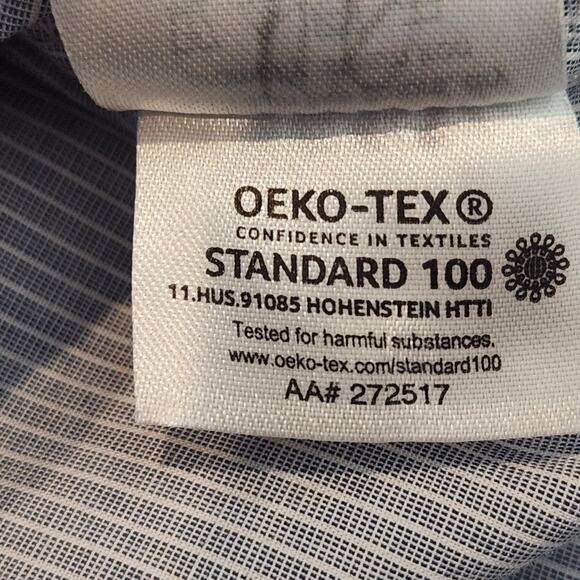 OEKO-TEX®
CONFIDENCE IN TEXTILES
STANDARD 100
11.HUS.91085 HOHENSTEIN HTTI
Tested for harmful substances.
www.oeko-tex.com/standard100
AA# 272517